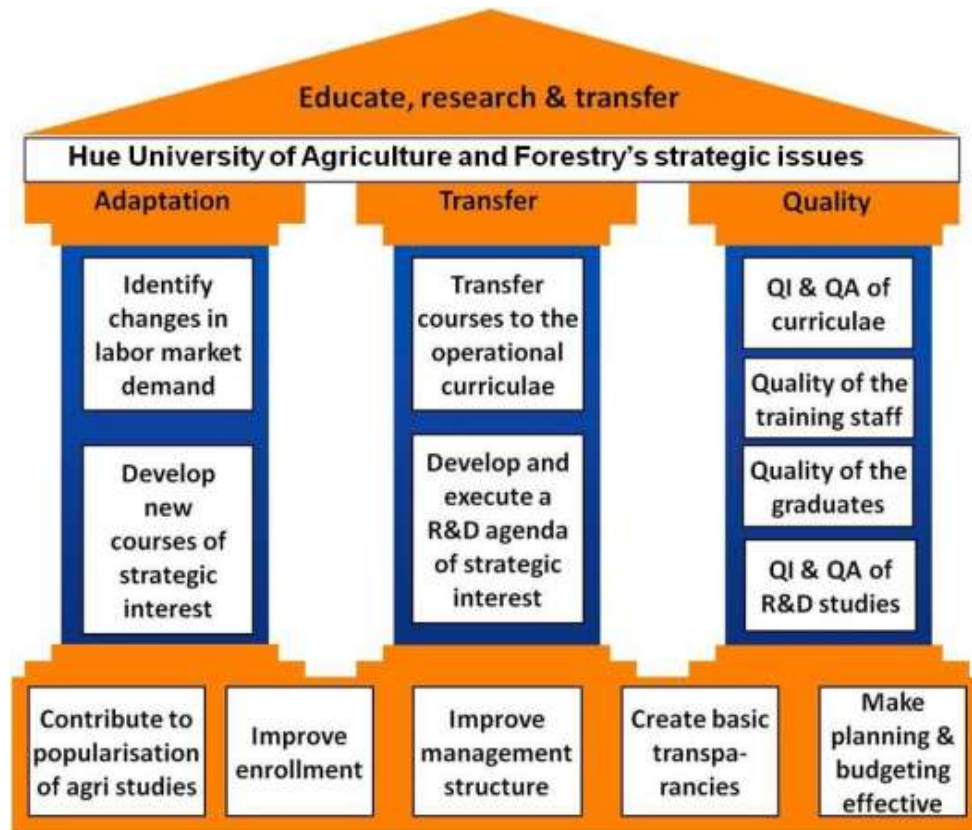 Educate, research & transfer
Hue University of Agriculture and Forestry's strategic issues
Adaptation
Transfer
Quality
Identify
changes in
labor market
demand
Develop
new
courses of
strategic
interest
Transfer
courses to the
operational
curriculae
Develop and
execute a
R&D agenda
of strategic
interest
QI & QA of
curriculae
Quality of the
training staff
Quality of the
graduates
QI & QA of
R&D studies
Contribute to
popularisation
of agri studies
Improve
enrollment
Improve
management
structure
Create basic
transpa-
rancies
Make
planning &
budgeting
effective